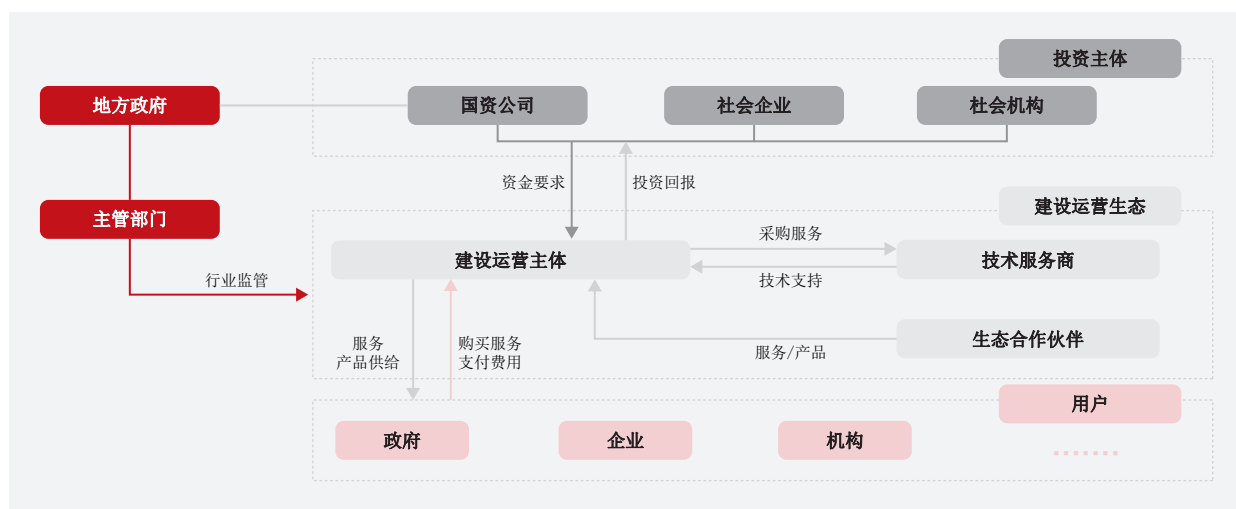 投资主体
地方政府
国资公司
社会企业
杜会机构
资金要求
投资回报
主管部门
建设运营生态
采购服务
建设运营主体
技术服务商
行业监管
技术支持
生态合作伙伴
服务
产品供给
购买服务
支付费用
服务/产品
用户
政府
企业
机构
.......